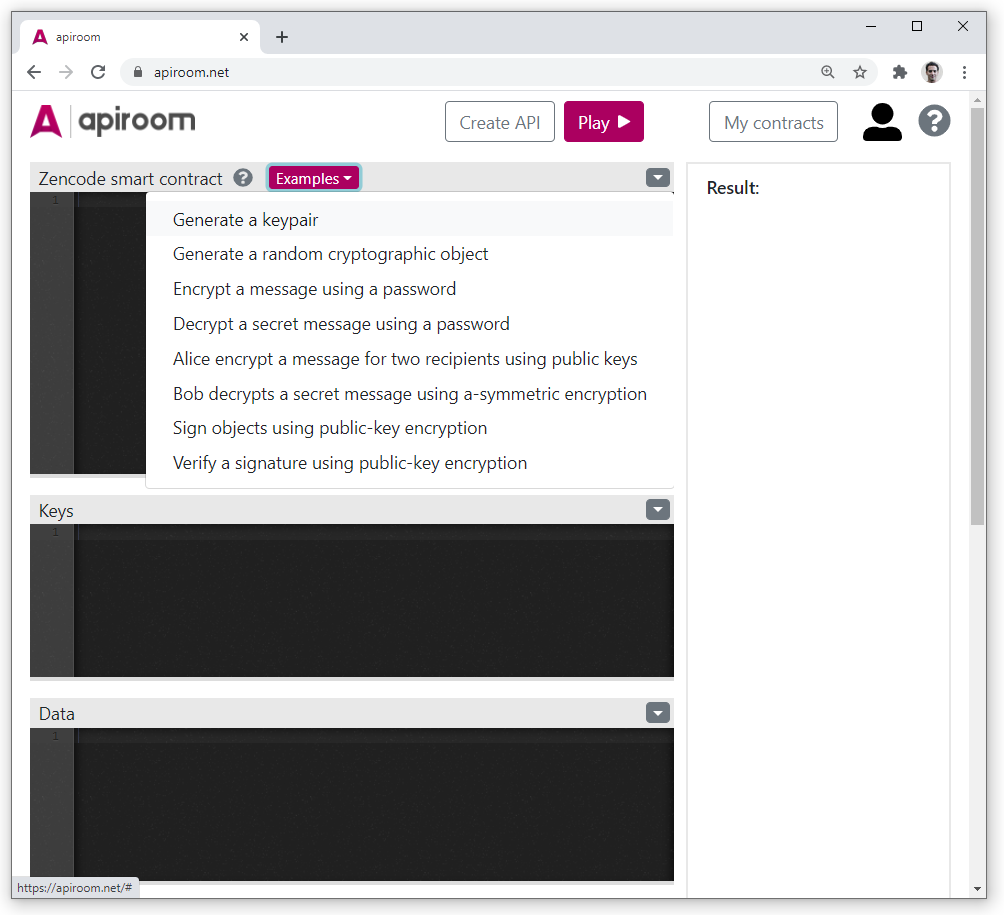 apiroom
apiroom.net
apiroom
Create API
Play
My contracts
Zencode smart contract
Examples
Result:
1
Generate a keypair
Generate a random cryptographic object
Encrypt a message using a password
Decrypt a secret message using a password
Alice encrypt a message for two recipients using public keys
Bob decrypts a secret message using a-symmetric encryption
Sign objects using public-key encryption
Verify a signature using public-key encryption
Keys
1
Data
1
https://apiroom.net/#